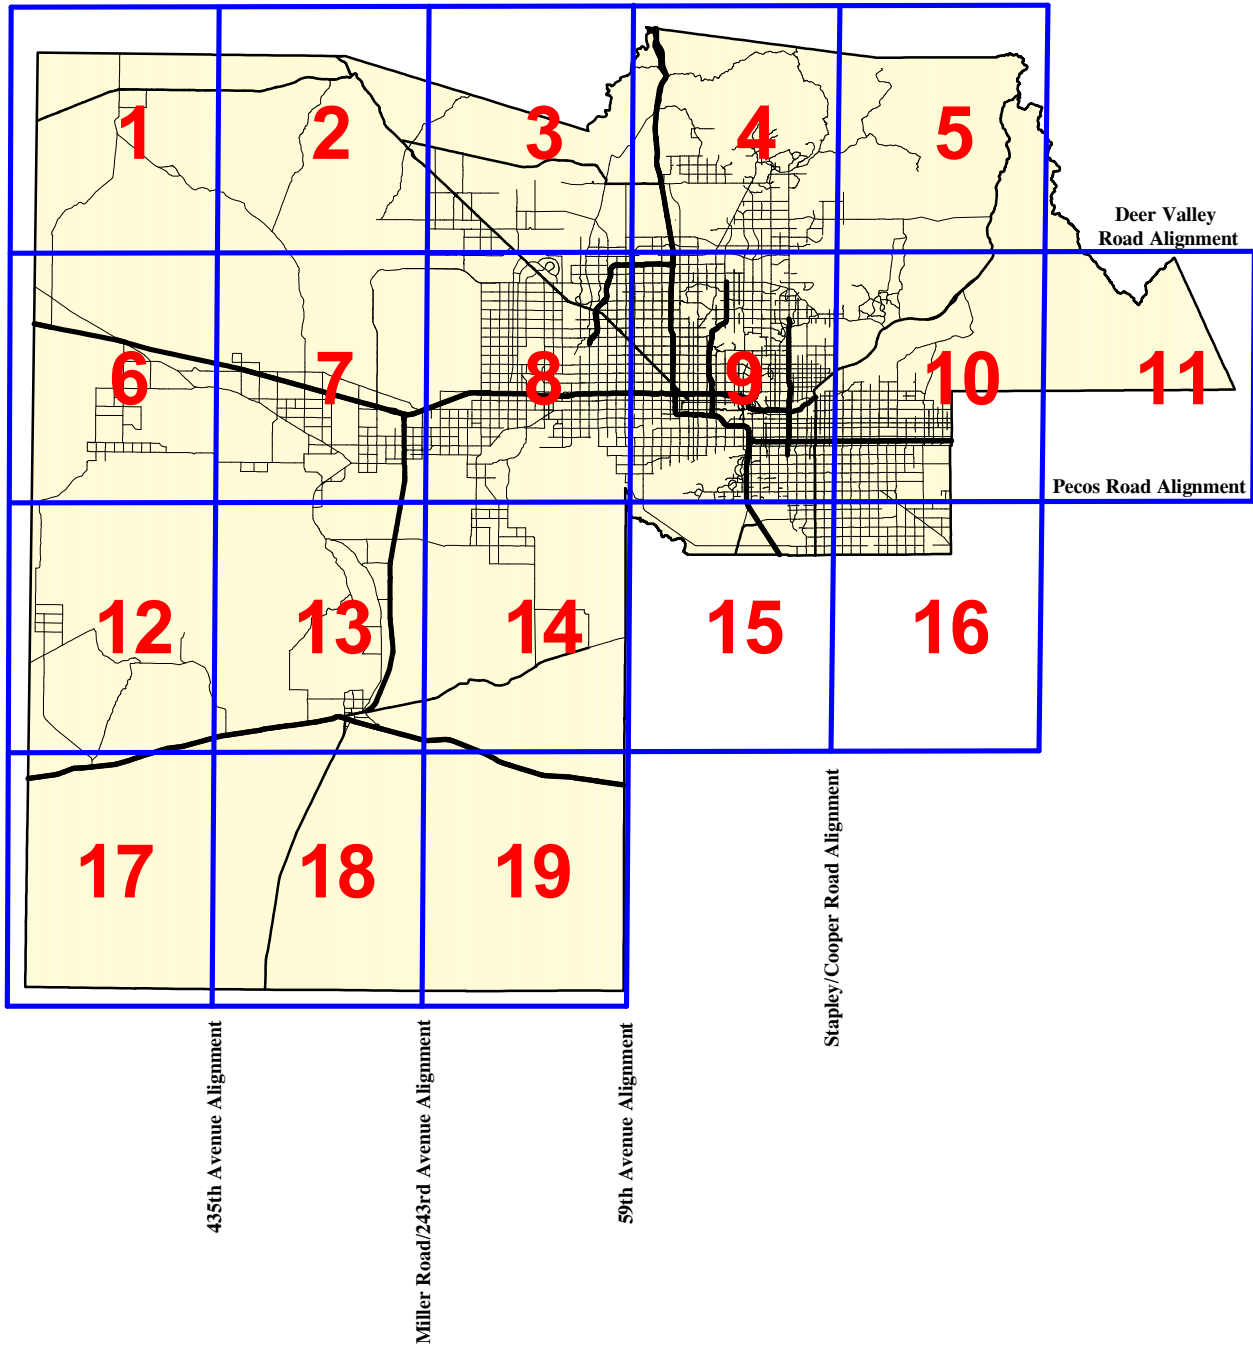 1
2
3
4
5
Deer Valley
Road Alignment
6
7
8
9
10
11
Pecos Road Alignment
12
13
14
15
16
17
18
19
435th Avenue Alignment
Miller Road/243rd Avenue Alignment
59th Avenue Alignment
Stapley/Cooper Road Alignment